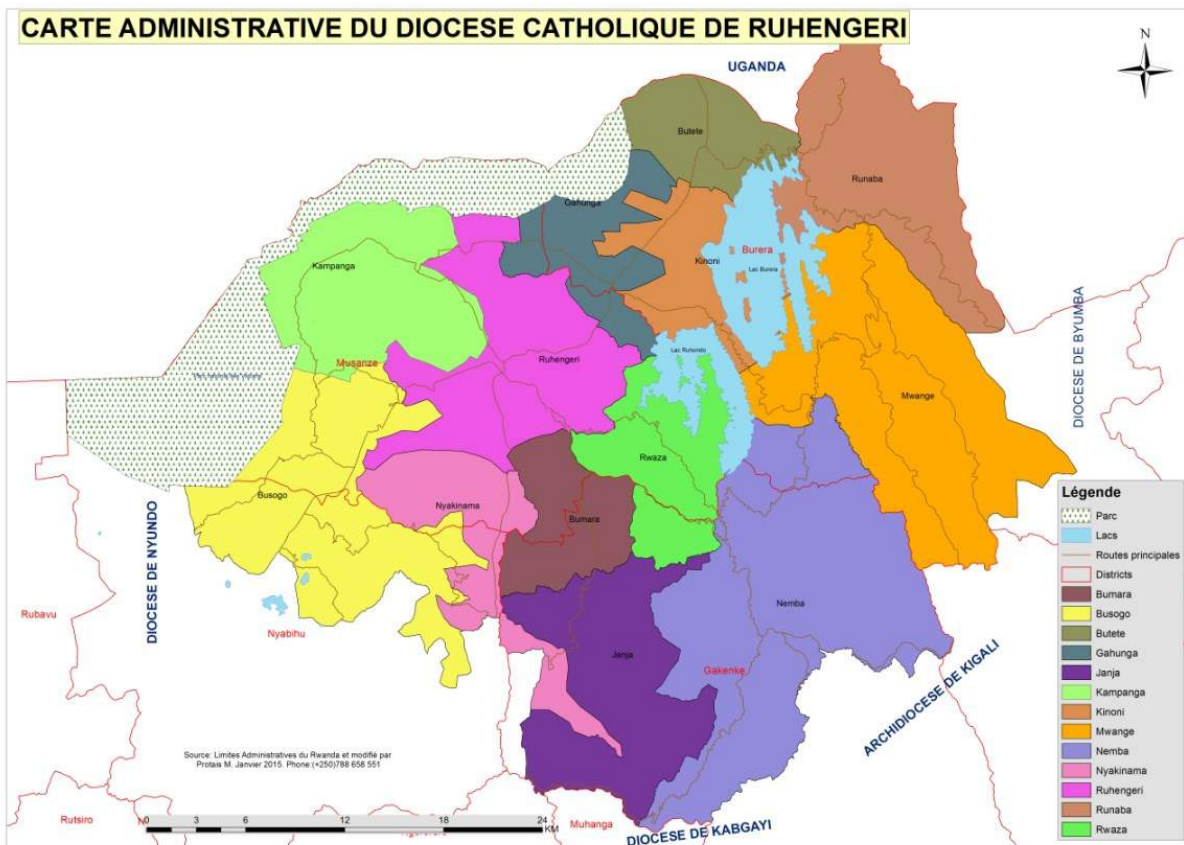 CARTE ADMINISTRATIVE DU DIOCESE CATHOLIQUE DE RUHENGERI
N
UGANDA
Butete
Runaba
Gahunga
Burera
Kinoni
Lac Burera
Kampanga
DIOCESE DE BYUMBA
Lac Ruhondo
Musanze
Ruhengeri
Mwange
Rwaza
Busogo
Nyakinama
Bumara
DIOCESE DE NYUNDO
Nemba
Rubavu
Nyabihu
Janja
Gakenke
ARCHIDIOCESE DE KIGALI
Source: Limites Administratives du Rwanda et modifié par
Protais M. Janvier 2015. Phone:(+250)788 658 551
Rutsiro
0 3 6 12 18 24
KM
Muhanga
DIOCESE DE KABGAYI
Légende
Parc
Lacs
Routes principales
Districts
Bumara
Busogo
Butete
Gahunga
Janja
Kampanga
Kinoni
Mwange
Nemba
Nyakinama
Ruhengeri
Runaba
Rwaza